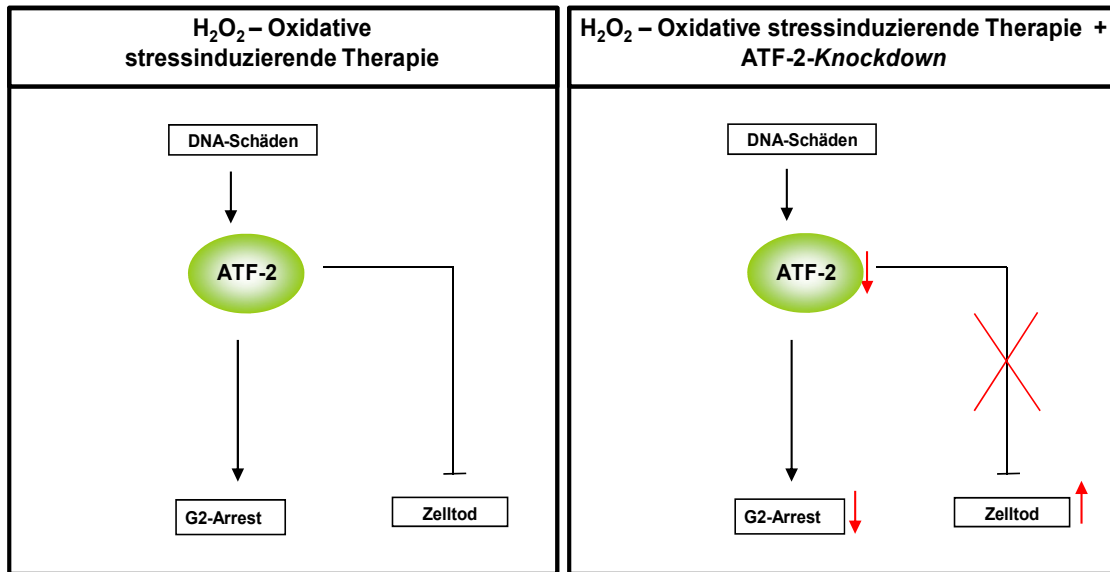 H₂O₂ – Oxidative
stressinduzierende Therapie
DNA-Schäden
ATF-2
G2-Arrest
Zelltod
H₂O₂ – Oxidative stressinduzierende Therapie +
ATF-2-Knockdown
DNA-Schäden
ATF-2
G2-Arrest
Zelltod